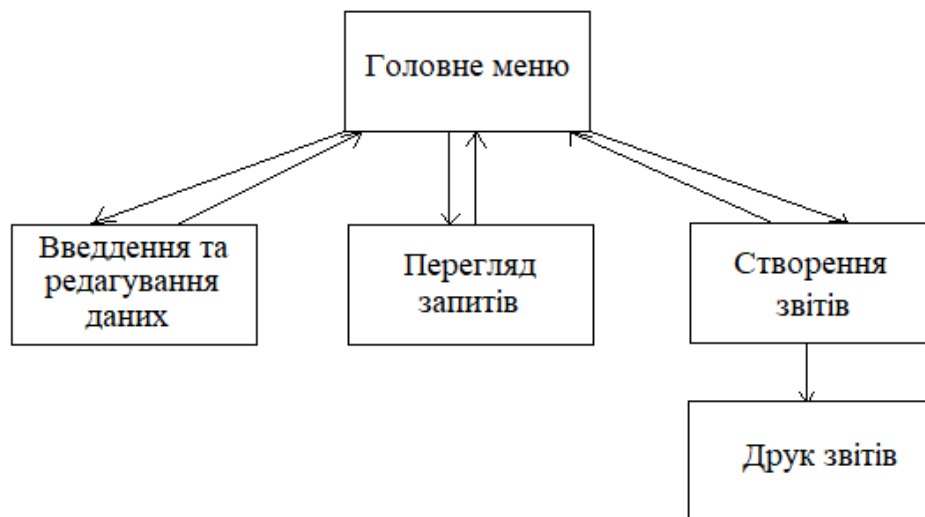 Головне меню
Введдення та
редагування
даних
Перегляд
запитів
Створення
звітів
Друк звітів